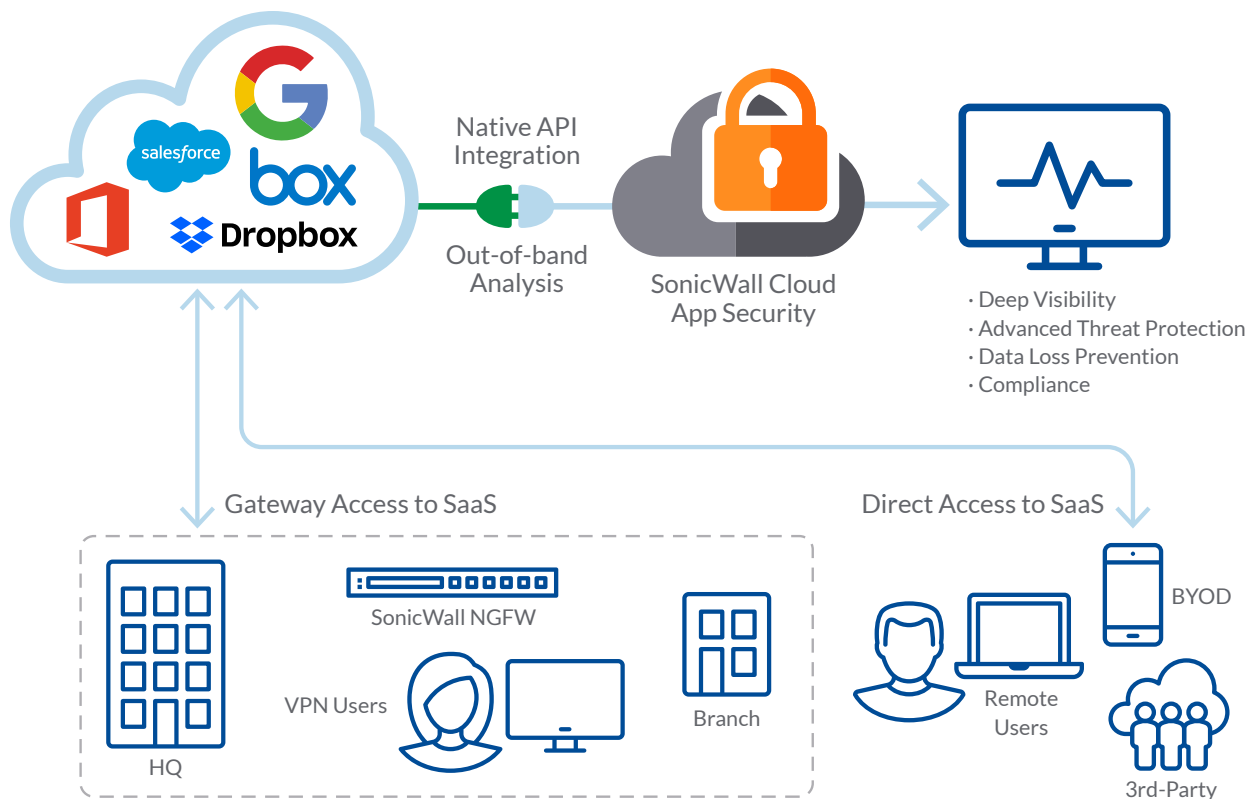 salesforce
box
Dropbox
Native API
Integration
Out-of-band
Analysis
SonicWall Cloud
App Security
· Deep Visibility
· Advanced Threat Protection
· Data Loss Prevention
· Compliance
Gateway Access to SaaS
Direct Access to SaaS
SonicWall NGFW
BYOD
VPN Users
Branch
HQ
Remote
Users
3rd-Party